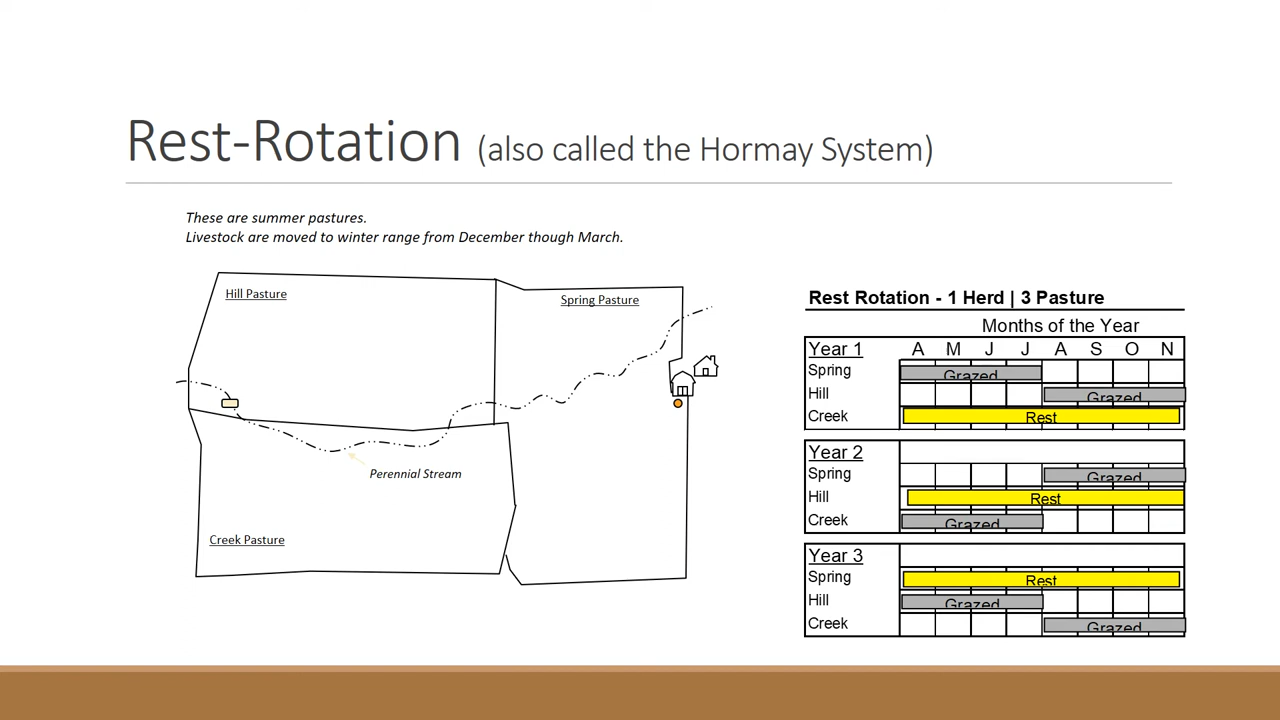 Rest-Rotation (also called the Hormay System)
These are summer pastures.
Livestock are moved to winter range from December though March.
Hill Pasture
Spring Pasture
Perennial Stream
Creek Pasture
Rest Rotation - 1 Herd | 3 Pasture
Months of the Year
Year 1 A M J J A S O N
Spring Grazed
Hill Grazed
Creek Rest
Year 2
Spring Grazed
Hill Rest
Creek Grazed
Year 3
Spring Rest
Hill Grazed
Creek Grazed